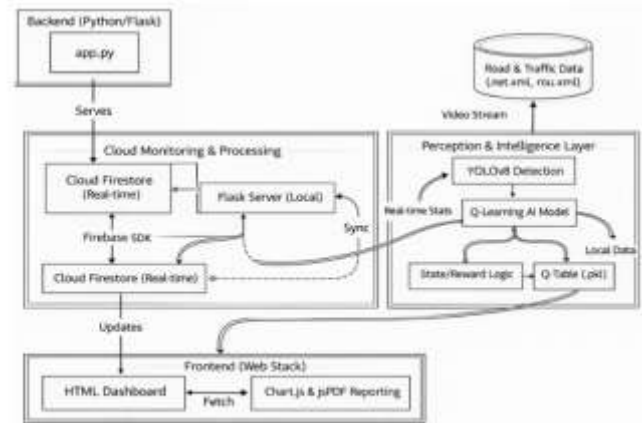 Backend (Python/Flask)
app.py
Serves
Cloud Monitoring & Processing
Cloud Firestore
(Real-time)
Flask Server (Local)
Firebase SDK
Sync
Cloud Firestore (Real-time)
Updates
Road & Traffic Data
(.net.xml, rou.xml)
Video Stream
Perception & Intelligence Layer
YOLOv8 Detection
Real-time Stats
Q-Learning AI Model
Local Data
State/Reward Logic
Q-Table (.pkl)
Frontend (Web Stack)
HTML Dashboard
Fetch
Chart.js & jsPDF Reporting